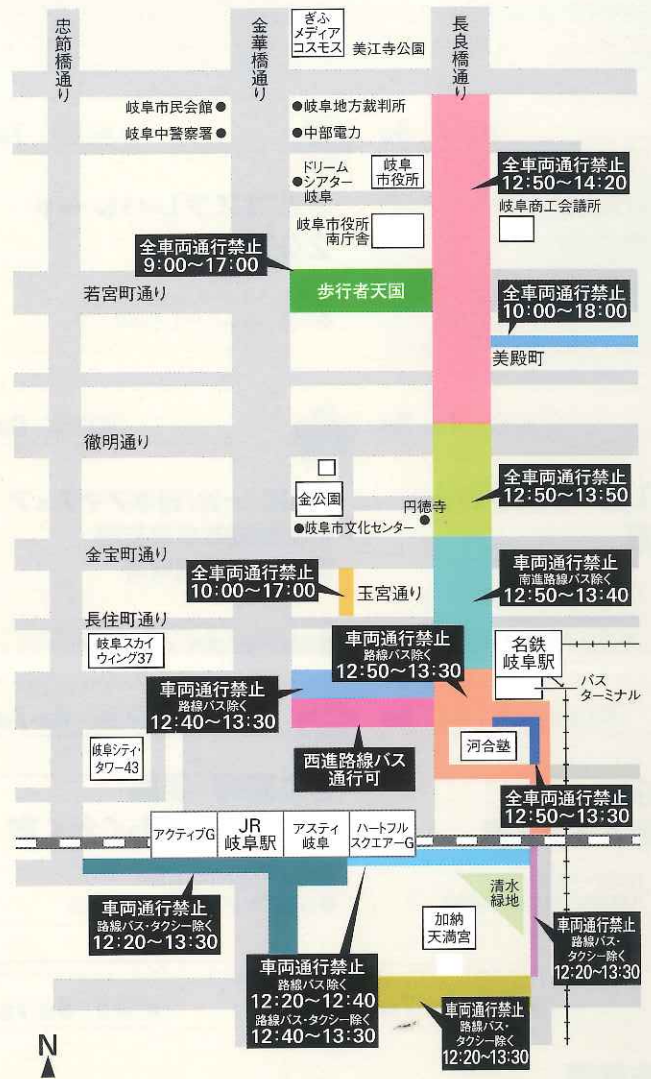 忠節橋通り
金華橋通り
ぎふ
メディア
コスモス
美江寺公園
長良橋通り
岐阜市民会館●
●岐阜地方裁判所
岐阜中警察署●
●中部電力
ドリーム
●シアター
岐阜
岐阜
市役所
全車両通行禁止
12:50〜14:20
岐阜商工会議所
岐阜市役所
南庁舎
全車両通行禁止
9:00〜17:00
若宮町通り
歩行者天国
全車両通行禁止
10:00〜18:00
美殿町
徹明通り
金公園
円徳寺
●
●岐阜市文化センター
全車両通行禁止
12:50〜13:50
金宝町通り
全車両通行禁止
10:00〜17:00
玉宮通り
車両通行禁止
南進路線バス除く
12:50〜13:40
長住町通り
岐阜スカイ
ウィング37
車両通行禁止
路線バス除く
12:50〜13:30
名鉄
岐阜駅
バス
ターミナル
車両通行禁止
路線バス除く
12:40〜13:30
岐阜シティ・
タワー43
西進路線バス
通行可
河合塾
全車両通行禁止
12:50〜13:30
アクティブG
JR
岐阜駅
アスティ
岐阜
ハートフル
スクエアーG
車両通行禁止
路線バス・タクシー除く
12:20〜13:30
清水
緑地
加納
天満宮
車両通行禁止
路線バス・
タクシー除く
12:20〜13:30
車両通行禁止
路線バス除く
12:20〜12:40
路線バス・タクシー除く
12:40〜13:30
車両通行禁止
路線バス・
タクシー除く
12:20〜13:30
N